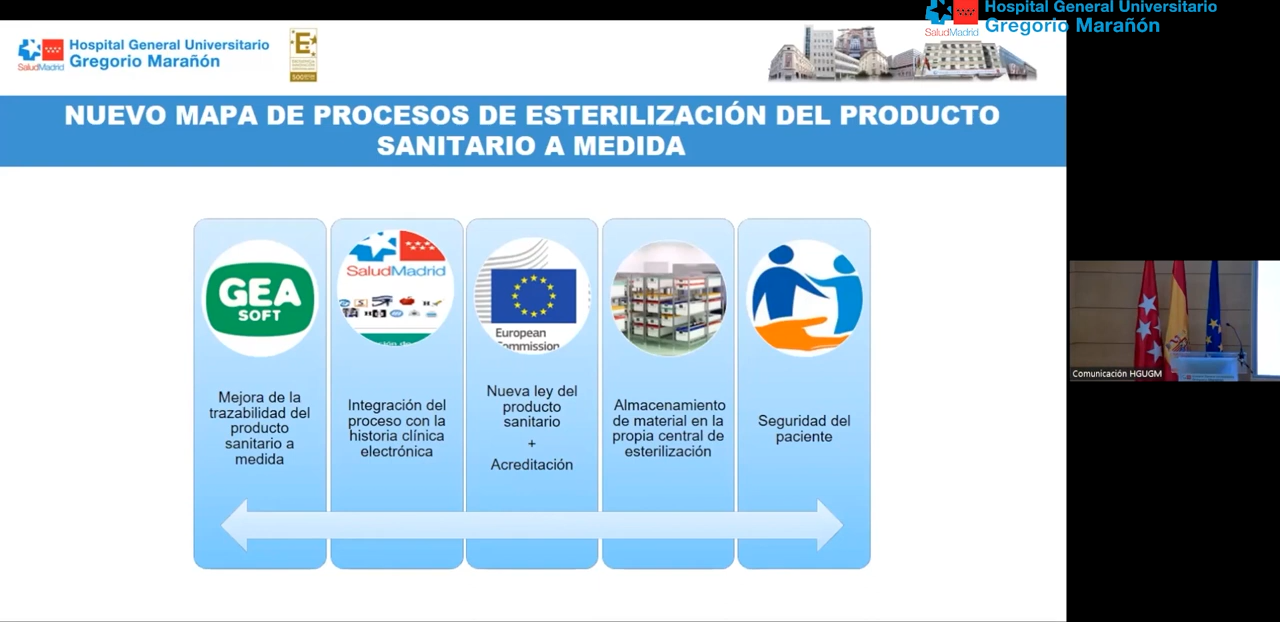 Hospital General Universitario
Gregorio Marañón
SaludMadrid
Hospital General Universitario
Gregorio Marañón
SaludMadrid
E
500
NUEVO MAPA DE PROCESOS DE ESTERILIZACIÓN DEL PRODUCTO
SANITARIO A MEDIDA
GEA
SOFT
Mejora de la
trazabilidad del
producto
sanitario a
medida
SaludMadrid
Integración del
proceso con la
historia clínica
electrónica
European
Commission
Nueva ley del
producto
sanitario
+
Acreditación
Almacenamiento
de material en la
propia central de
esterilización
Seguridad del
paciente
Comunicación HGUGM